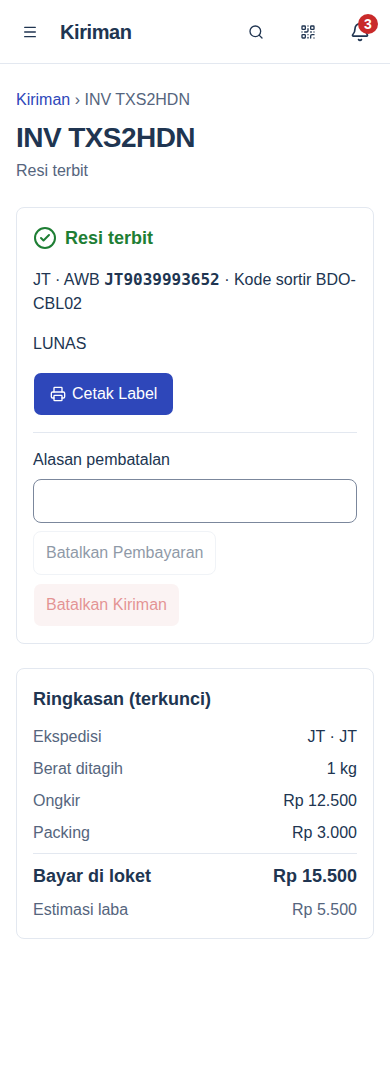 Kiriman
3
Kiriman › INV TXS2HDN
INV TXS2HDN
Resi terbit
Resi terbit
JT · AWB JT9039993652 · Kode sortir BDO-
CBL02
LUNAS
Cetak Label
Alasan pembatalan
Batalkan Pembayaran
Batalkan Kiriman
Ringkasan (terkunci)
Ekspedisi JT · JT
Berat ditagih 1 kg
Ongkir Rp 12.500
Packing Rp 3.000
Bayar di loket Rp 15.500
Estimasi laba Rp 5.500